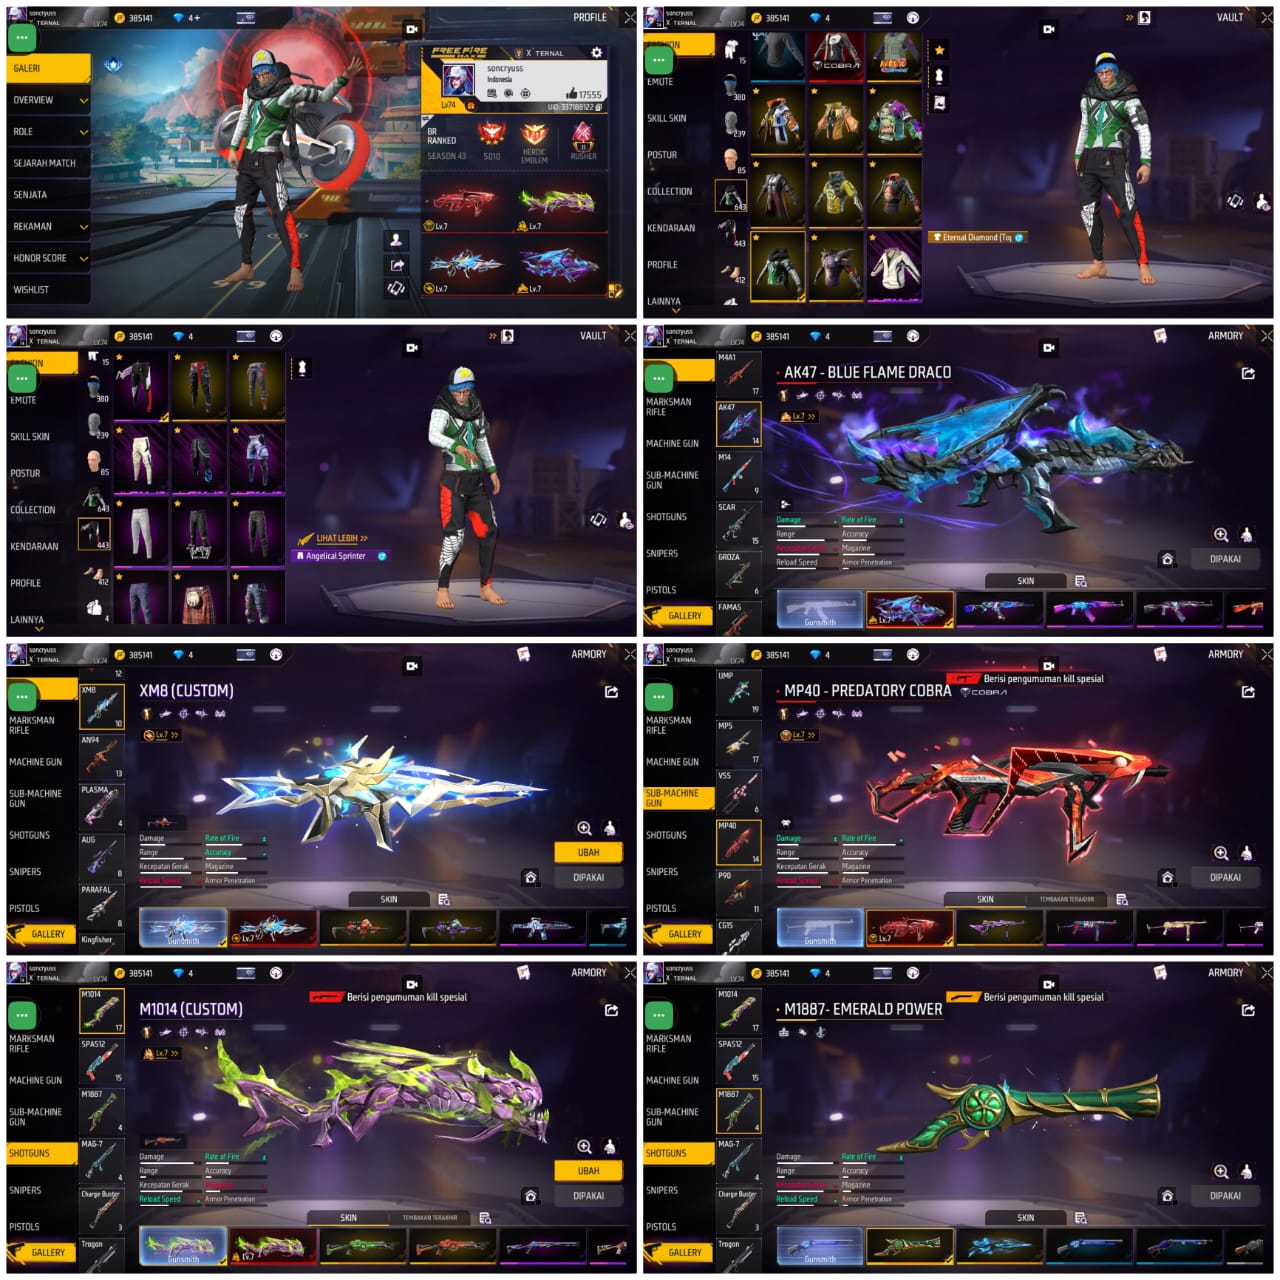 soncryuss
X TERNAL
LV.74
385141
4+
PROFILE
GALERI
OVERVIEW
ROLE
SEJARAH MATCH
SENJATA
REKAMAN
HONOR SCORE
WISHLIST
FREE FIRE
MAX
X TERNAL
soncryuss
Indonesia
Lv74
17555
UID:337188122
BR
RANKED
SEASON 43
5010
HEROIC
EMBLEM
RUSHER
Lv.7
Lv.7
Lv.7
Lv.7
soncryuss
X TERNAL
LV.74
385141
4
VAULT
FASHION
EMOTE
SKILL SKIN
POSTUR
COLLECTION
KENDARAAN
PROFILE
LAINNYA
15
380
239
85
643
443
412
COBRA
NARUTO
Eternal Diamond (Top
soncryuss
X TERNAL
LV.74
385141
4
VAULT
FASHION
EMOTE
SKILL SKIN
POSTUR
COLLECTION
KENDARAAN
PROFILE
LAINNYA
15
380
239
85
643
443
412
4
LIHAT LEBIH >>
Angelical Sprinter
soncryuss
X TERNAL
LV.74
385141
4
ARMORY
MARKSMAN
RIFLE
MACHINE GUN
SUB-MACHINE
GUN
SHOTGUNS
SNIPERS
PISTOLS
GALLERY
M4A1
17
AK47
14
M14
9
SCAR
15
GROZA
6
FAMAS
AK47 - BLUE FLAME DRACO
Lv.7 >>
Damage
Rate of Fire
Range
Accuracy
Kecepatan Gerak
Magazine
Reload Speed
Armor Penetration
DIPAKAI
SKIN
Gunsmith
Lv.7
soncryuss
X TERNAL
LV.74
385141
4
ARMORY
MARKSMAN
RIFLE
MACHINE GUN
SUB-MACHINE
GUN
SHOTGUNS
SNIPERS
PISTOLS
GALLERY
12
XM8
10
AN94
13
PLASMA
4
AUG
8
PARAFAL
8
Kingfisher
XM8 (CUSTOM)
Lv.7 >>
Damage
Rate of Fire
Range
Accuracy
Kecepatan Gerak
Magazine
Reload Speed
Armor Penetration
UBAH
DIPAKAI
SKIN
Gunsmith
Lv.7
soncryuss
X TERNAL
LV.74
385141
4
ARMORY
Berisi pengumuman kill spesial
MARKSMAN
RIFLE
MACHINE GUN
SUB-MACHINE
GUN
SHOTGUNS
SNIPERS
PISTOLS
GALLERY
UMP
19
MP5
17
VSS
6
MP40
14
P90
11
CG15
MP40 - PREDATORY COBRA
COBRA
Lv.7 >>
COBRA
Damage
Rate of Fire
Range
Accuracy
Kecepatan Gerak
Magazine
Reload Speed
Armor Penetration
DIPAKAI
SKIN
TEMBAKAN TERAKHIR
Gunsmith
Lv.7
soncryuss
X TERNAL
LV.74
385141
4
ARMORY
Berisi pengumuman kill spesial
MARKSMAN
RIFLE
MACHINE GUN
SUB-MACHINE
GUN
SHOTGUNS
SNIPERS
PISTOLS
GALLERY
M1014
17
SPAS12
15
M1887
4
MAG-7
4
Charge Buster
3
Trogon
M1014 (CUSTOM)
Lv.7 >>
Damage
Rate of Fire
Range
Accuracy
Kecepatan Gerak
Reload Speed
Armor Penetration
UBAH
DIPAKAI
SKIN
TEMBAKAN TERAKHIR
Gunsmith
Lv.7
soncryuss
X TERNAL
LV.74
385141
4
ARMORY
Berisi pengumuman kill spesial
MARKSMAN
RIFLE
MACHINE GUN
SUB-MACHINE
GUN
SHOTGUNS
SNIPERS
PISTOLS
GALLERY
M1014
17
SPAS12
15
M1887
4
MAG-7
4
Charge Buster
3
Trogon
M1887- EMERALD POWER
Damage
Rate of Fire
Range
Accuracy
Kecepatan Gerak
Magazine
Reload Speed
Armor Penetration
DIPAKAI
SKIN
Gunsmith